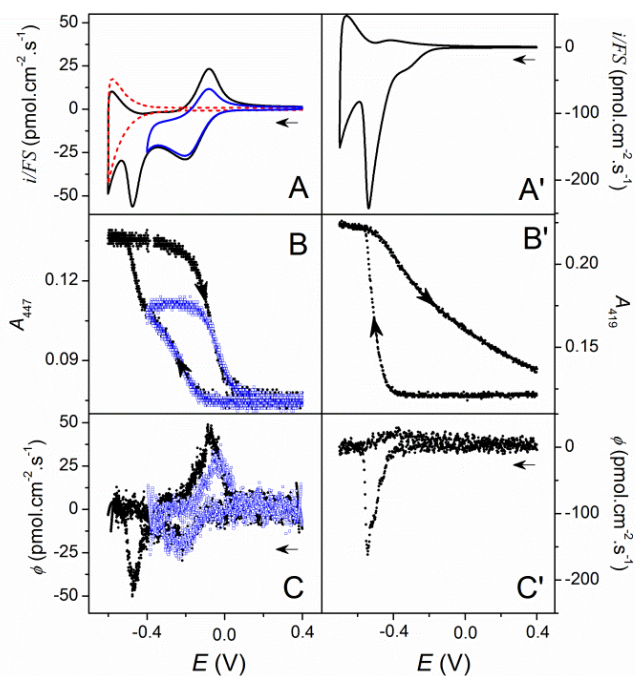 50
25
0
-25
-50
i/FS (pmol.cm⁻².s⁻¹)
A
A'
0
-100
-200
i/FS (pmol.cm⁻².s⁻¹)
0.12
0.09
A₄₄₇
B
B'
0.20
0.15
A₄₁₉
50
25
0
-25
-50
ϕ (pmol.cm⁻².s⁻¹)
C
C'
0
-100
-200
ϕ (pmol.cm⁻².s⁻¹)
-0.4 0.0 0.4
-0.4 0.0 0.4
E (V)
E (V)